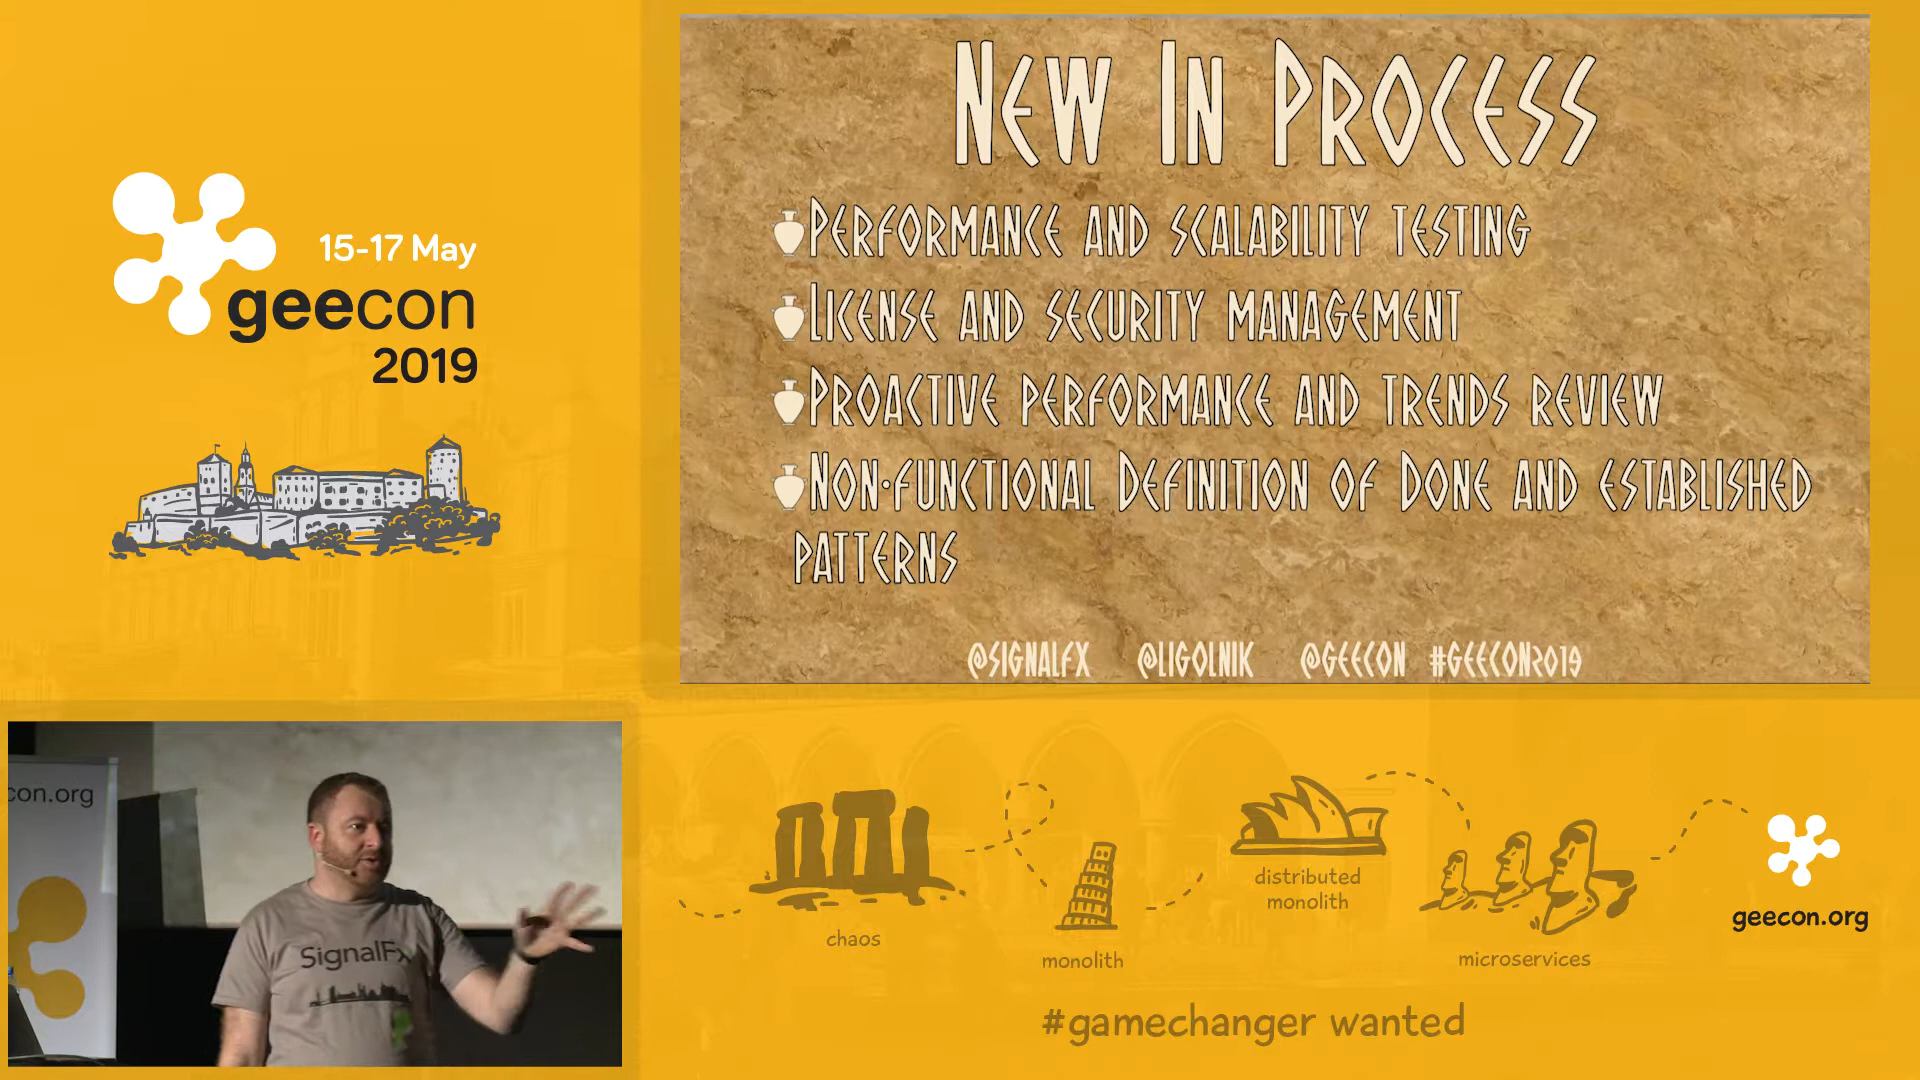 15-17 May
geecon
2019
New In Process
Performance and scalability testing
License and security management
Proactive performance and trends review
Non-functional Definition of Done and established
patterns
@SIGNALFX @LIGOLNIK @GEECON #GEECON2019
con.org
SignalFx
chaos
monolith
distributed
monolith
microservices
geecon.org
#gamechanger wanted